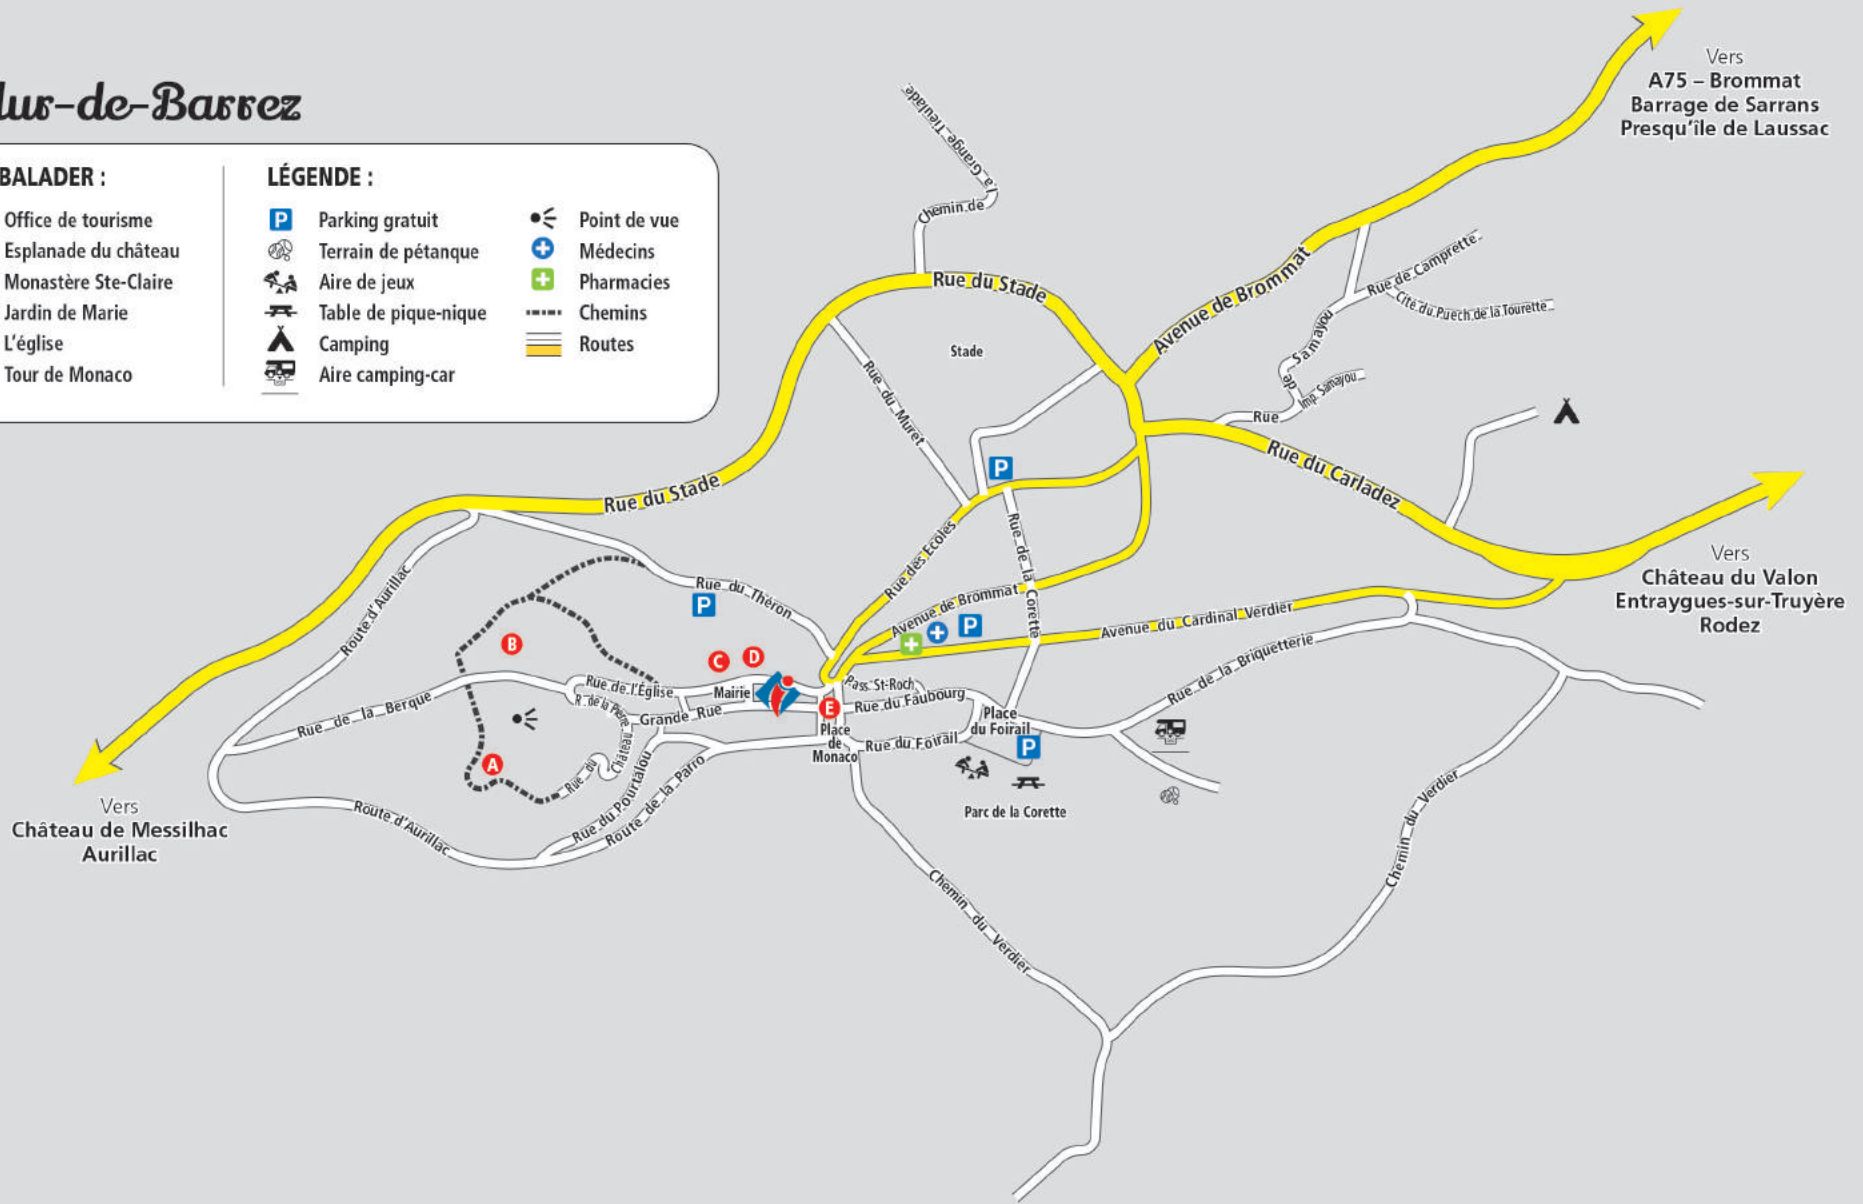 ur-de-Barrez
BALADER :
Office de tourisme
Esplanade du château
Monastère Ste-Claire
Jardin de Marie
L'église
Tour de Monaco
LÉGENDE :
P Parking gratuit
Terrain de pétanque
Aire de jeux
Table de pique-nique
Camping
Aire camping-car
Point de vue
Médecins
Pharmacies
Chemins
Routes
Vers
A75 – Brommat
Barrage de Sarrans
Presqu'île de Laussac
Chemin de La Grange Tieulade
Rue du Stade
Avenue de Brommat
Rue de Camprette
Cité du Puech de la Tourette
Rue de Samayou
Imp. Samayou
Stade
Rue du Muret
Rue du Carladez
P
Rue du Stade
Rue des Ecoles
Rue de la Corette
Vers
Château du Valon
Entraygues-sur-Truyère
Rodez
Route d'Aurillac
Rue du Théron
P
Avenue de Brommat
P
Avenue du Cardinal Verdier
Rue de la Briquetterie
B
C
D
Rue de l'Église
Mairie
Pass. St-Roch
Rue de la Berque
R. de la Pierre
Grande Rue
E
Rue du Faubourg
Place
du Foirail
P
Place
de
Monaco
Rue du Foirail
A
Rue du Château
Rue du Pourtalou
Route de la Parro
Parc de la Corette
Vers
Château de Messilhac
Aurillac
Route d'Aurillac
Chemin du Verdier
Chemin du Verdier